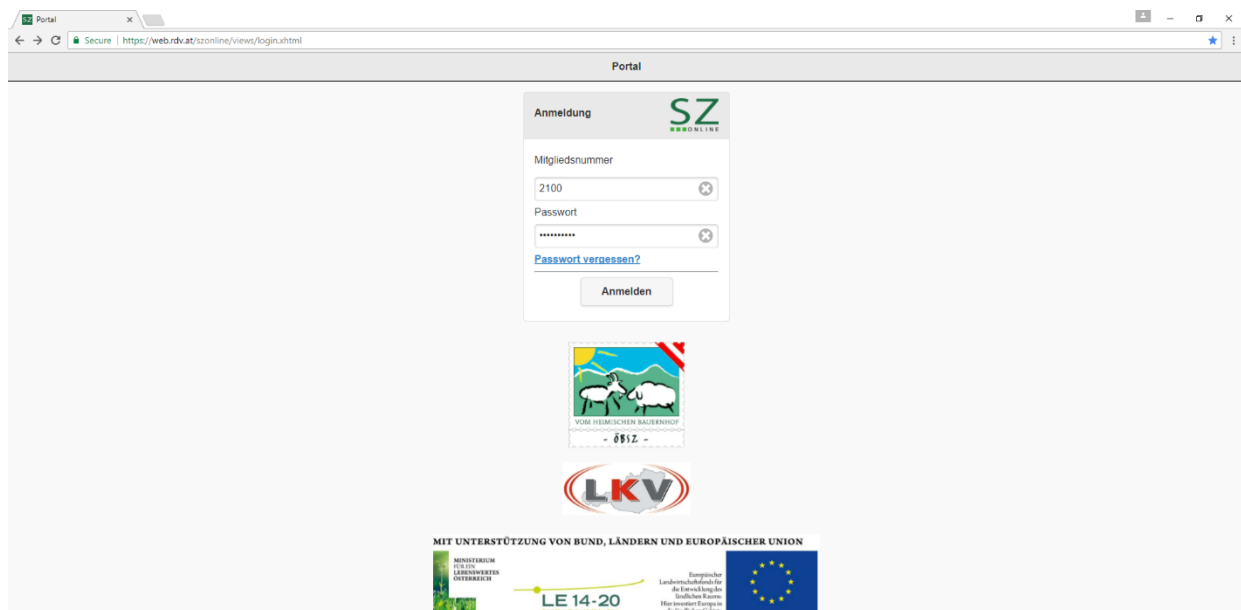 SZ Portal
Secure | https://web.rdv.at/szonline/views/login.xhtml
Portal
Anmeldung
SZ
ONLINE
Mitgliedsnummer
2100
Passwort
••••••••••
Passwort vergessen?
Anmelden
VOM HEIMISCHEN BAUERNHOF
- ÖBSZ -
LKV
MIT UNTERSTÜTZUNG VON BUND, LÄNDERN UND EUROPÄISCHER UNION
MINISTERIUM
FÜR EIN
LEBENSWERTES
ÖSTERREICH
LE 14-20
Europäischer
Landwirtschaftsfonds für
die Entwicklung des
ländlichen Raums:
Hier investiert Europa in